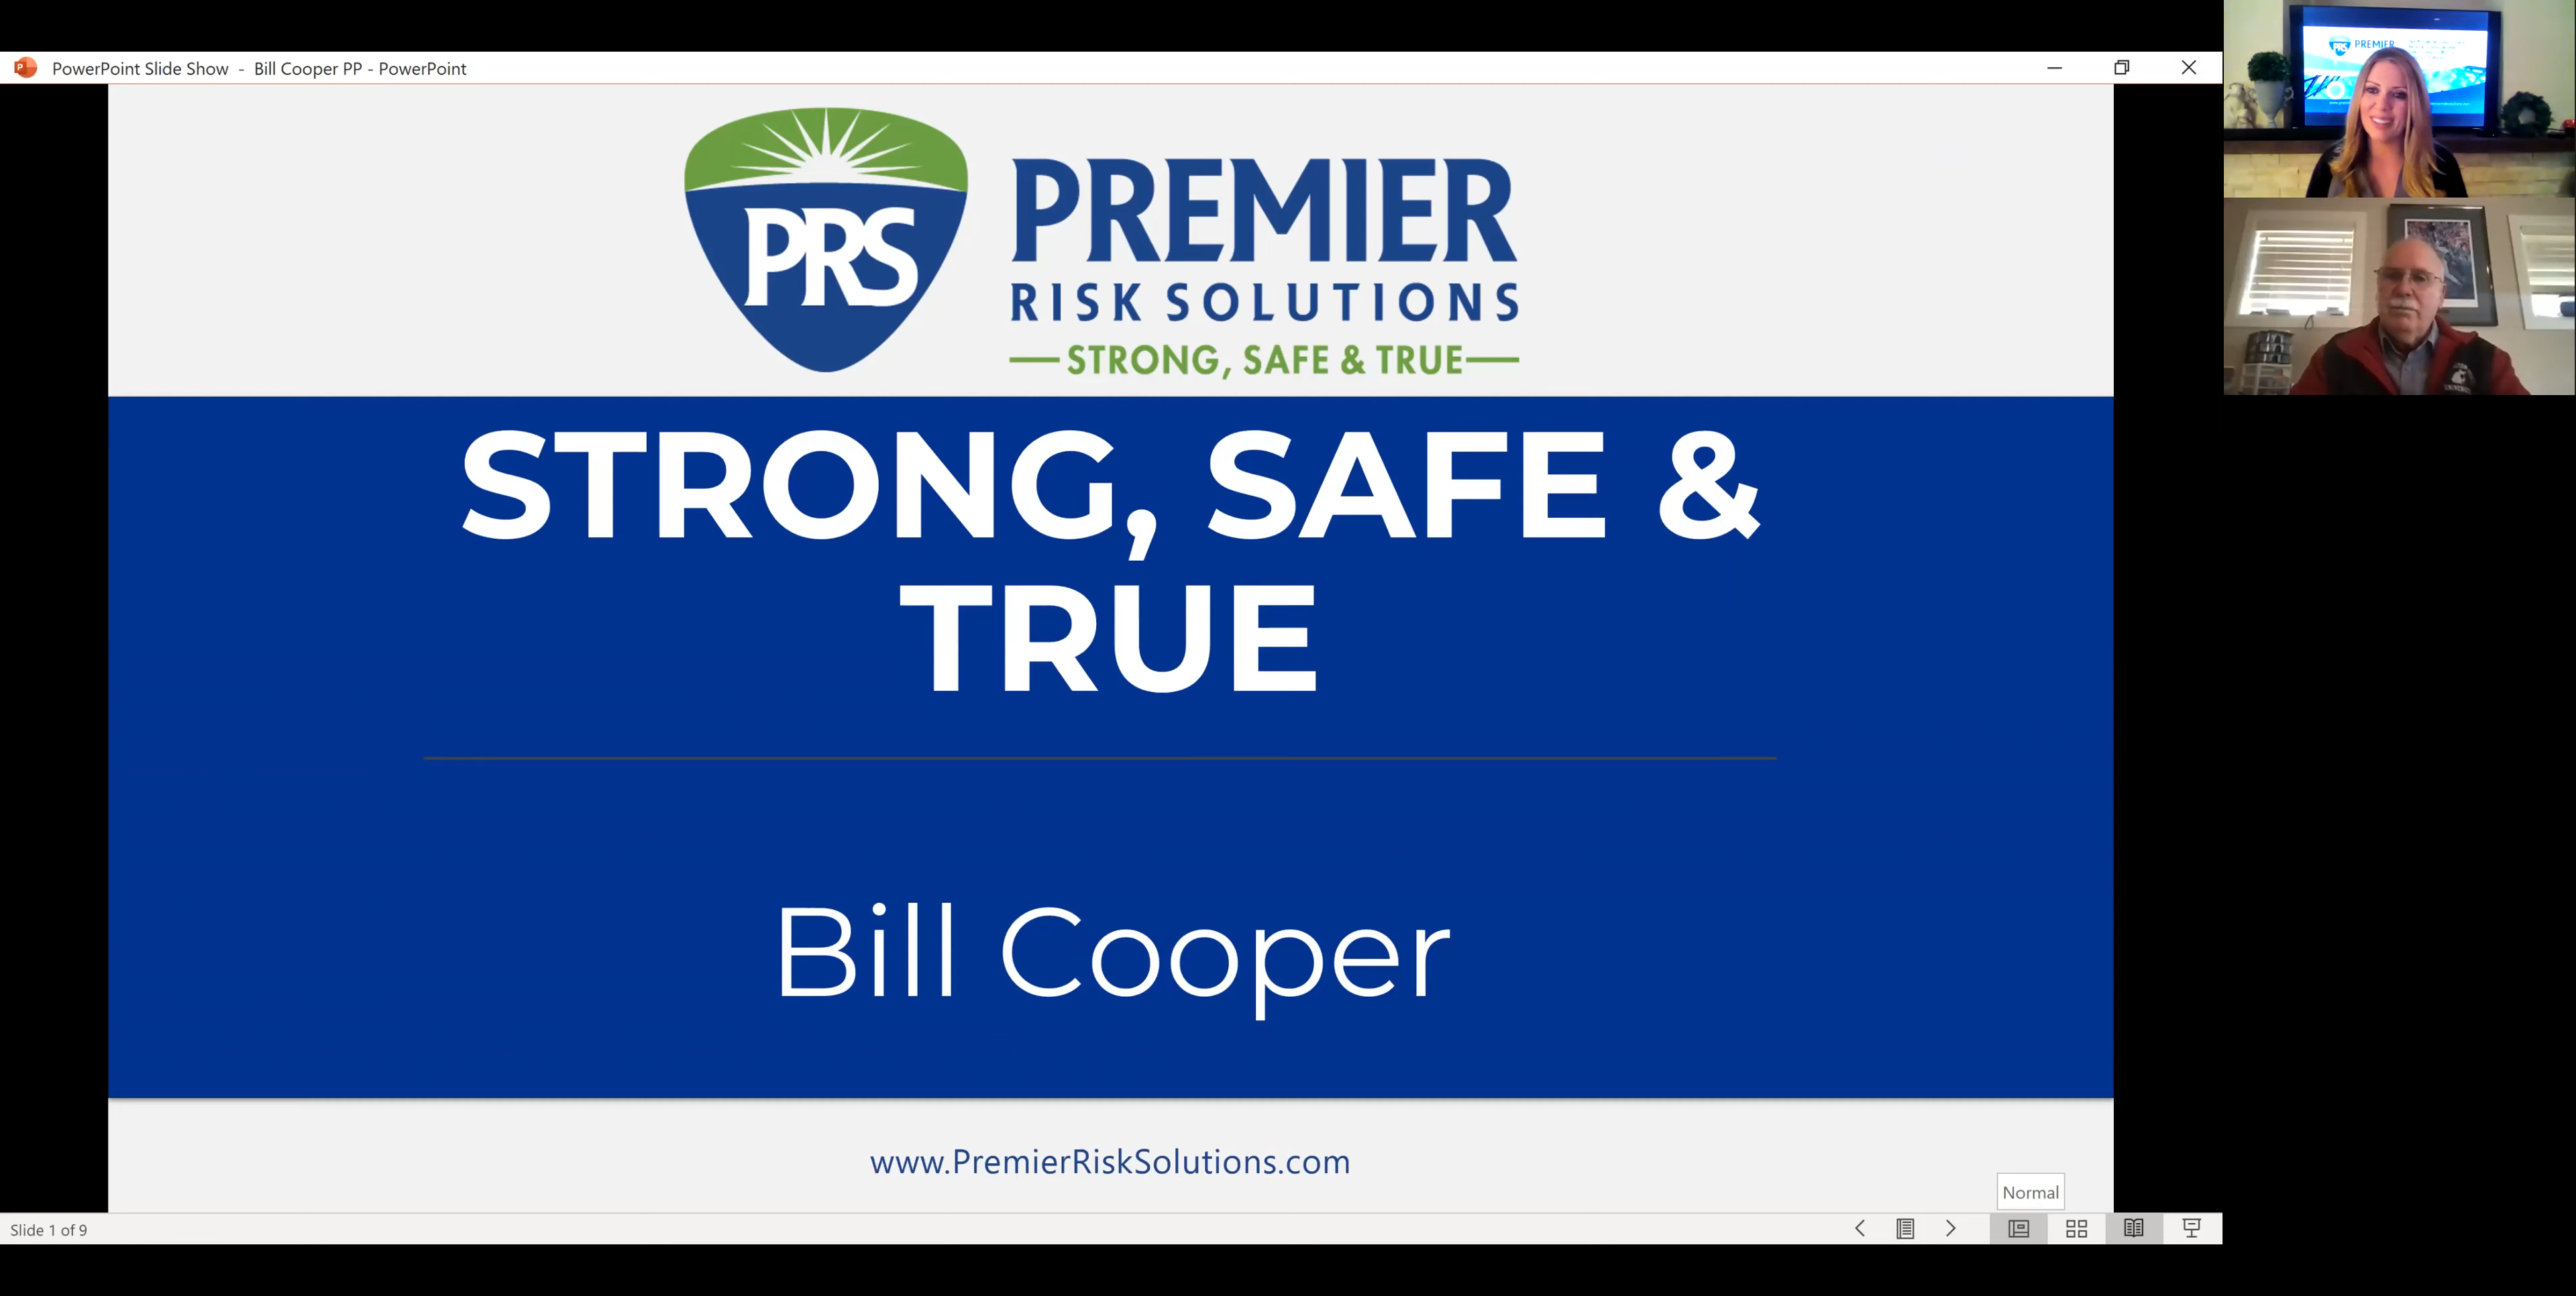 PowerPoint Slide Show - Bill Cooper PP - PowerPoint
PRS
PREMIER
RISK SOLUTIONS
STRONG, SAFE & TRUE
STRONG, SAFE &
TRUE
Bill Cooper
www.PremierRiskSolutions.com
Normal
Slide 1 of 9
PRS PREMIER